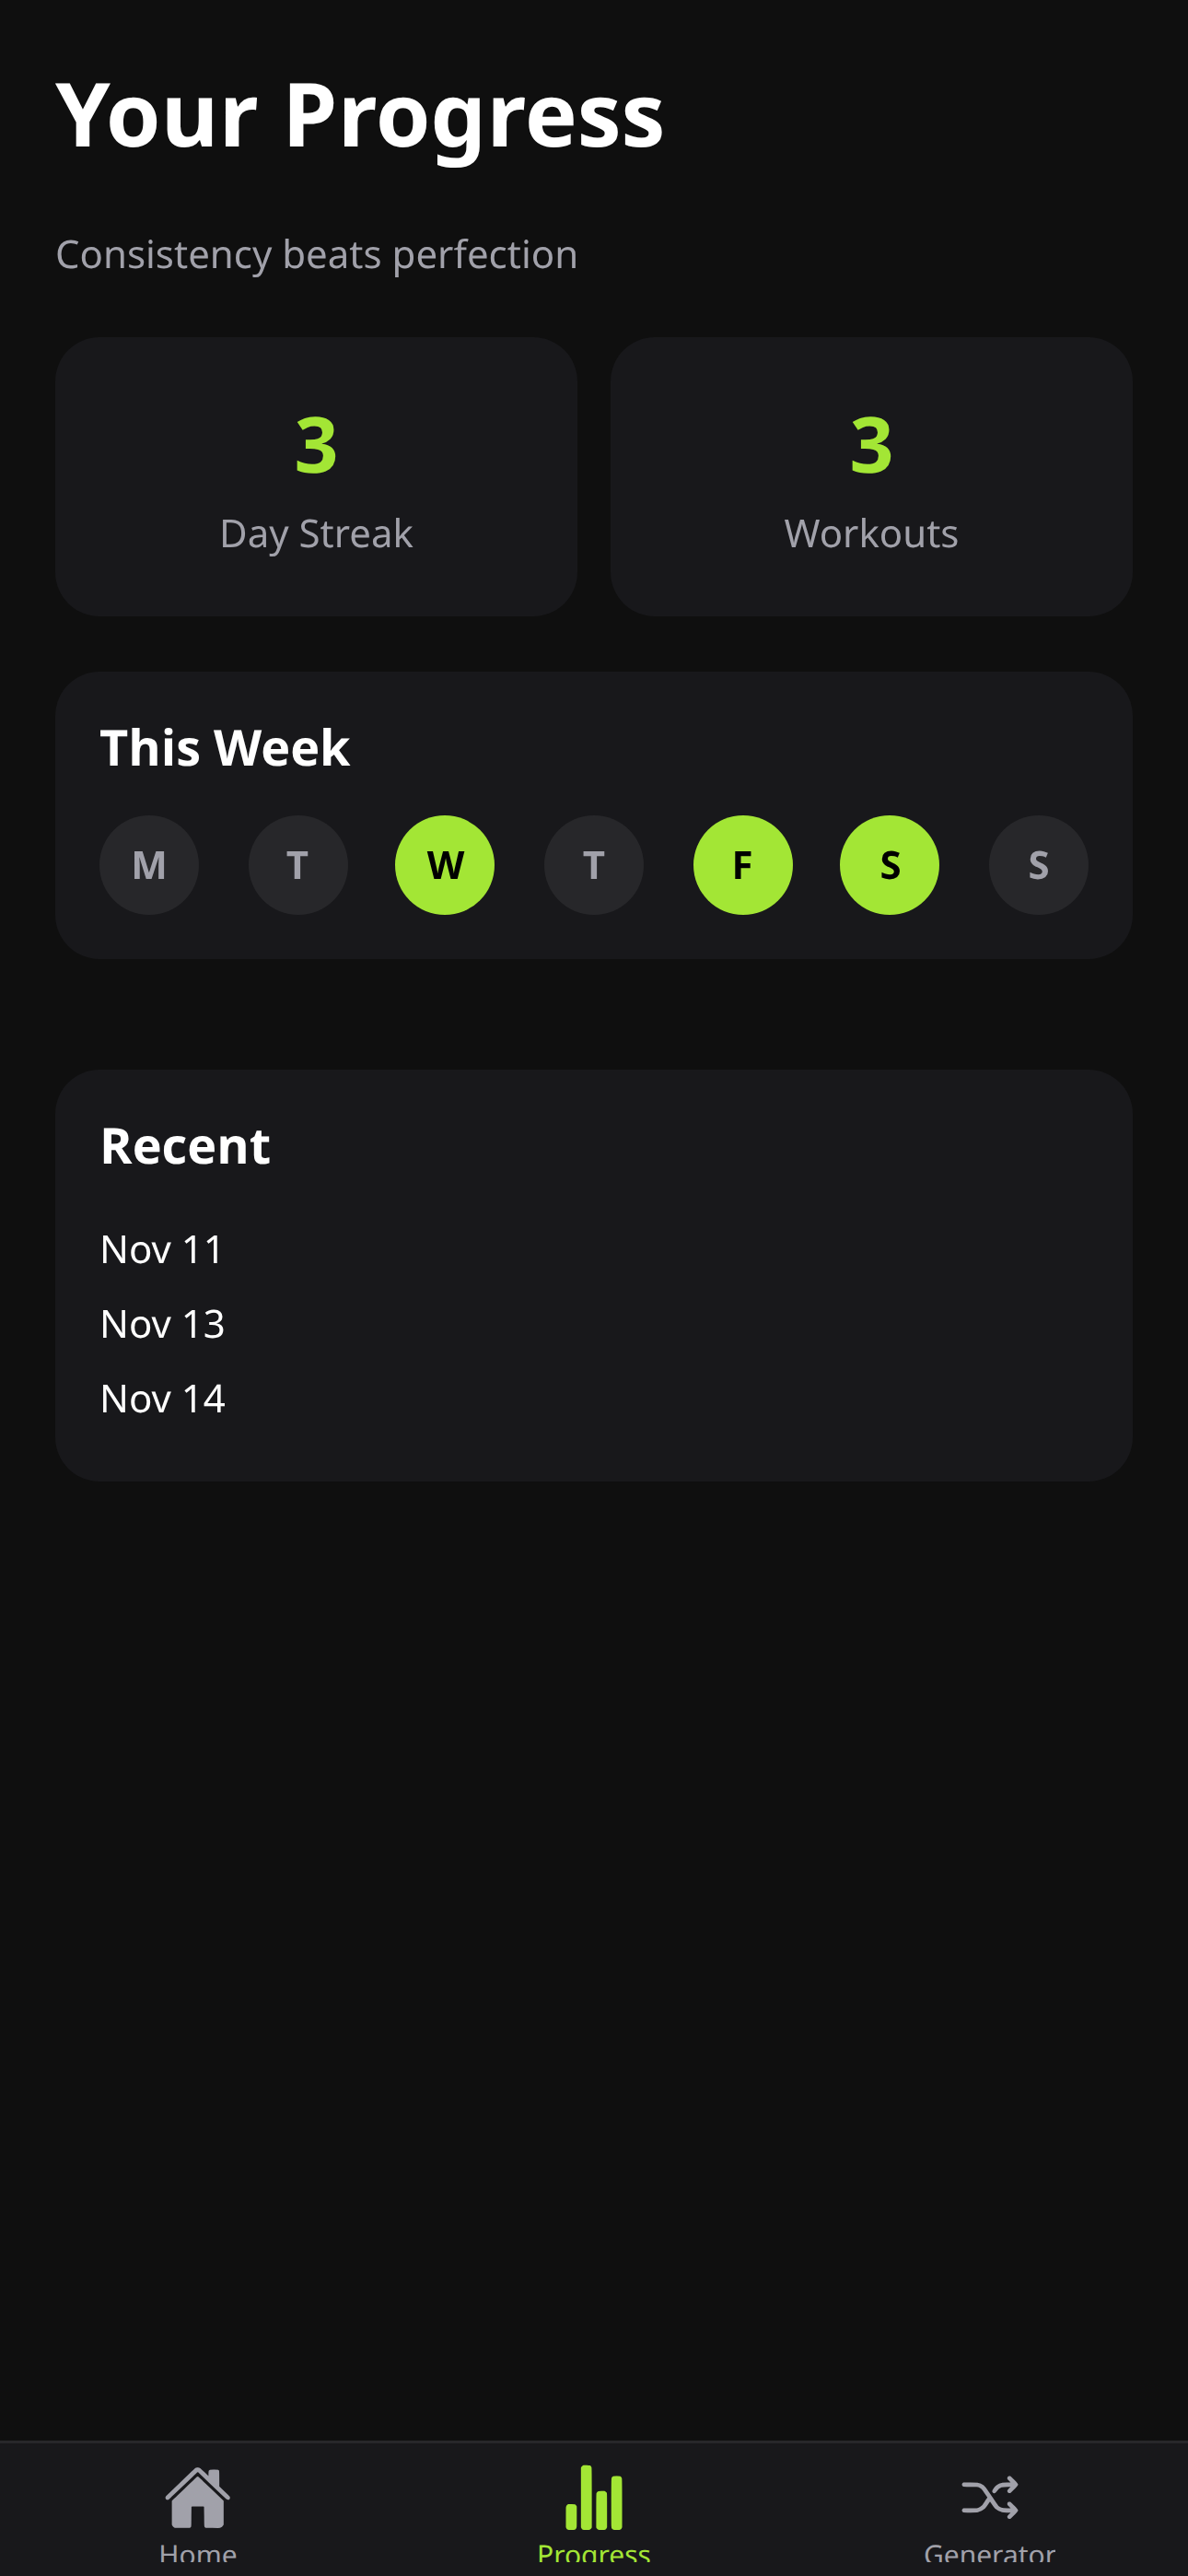 Your Progress
Consistency beats perfection
3
Day Streak
3
Workouts
This Week
M T W T F S S
Recent
Nov 11
Nov 13
Nov 14
Home Progress Generator